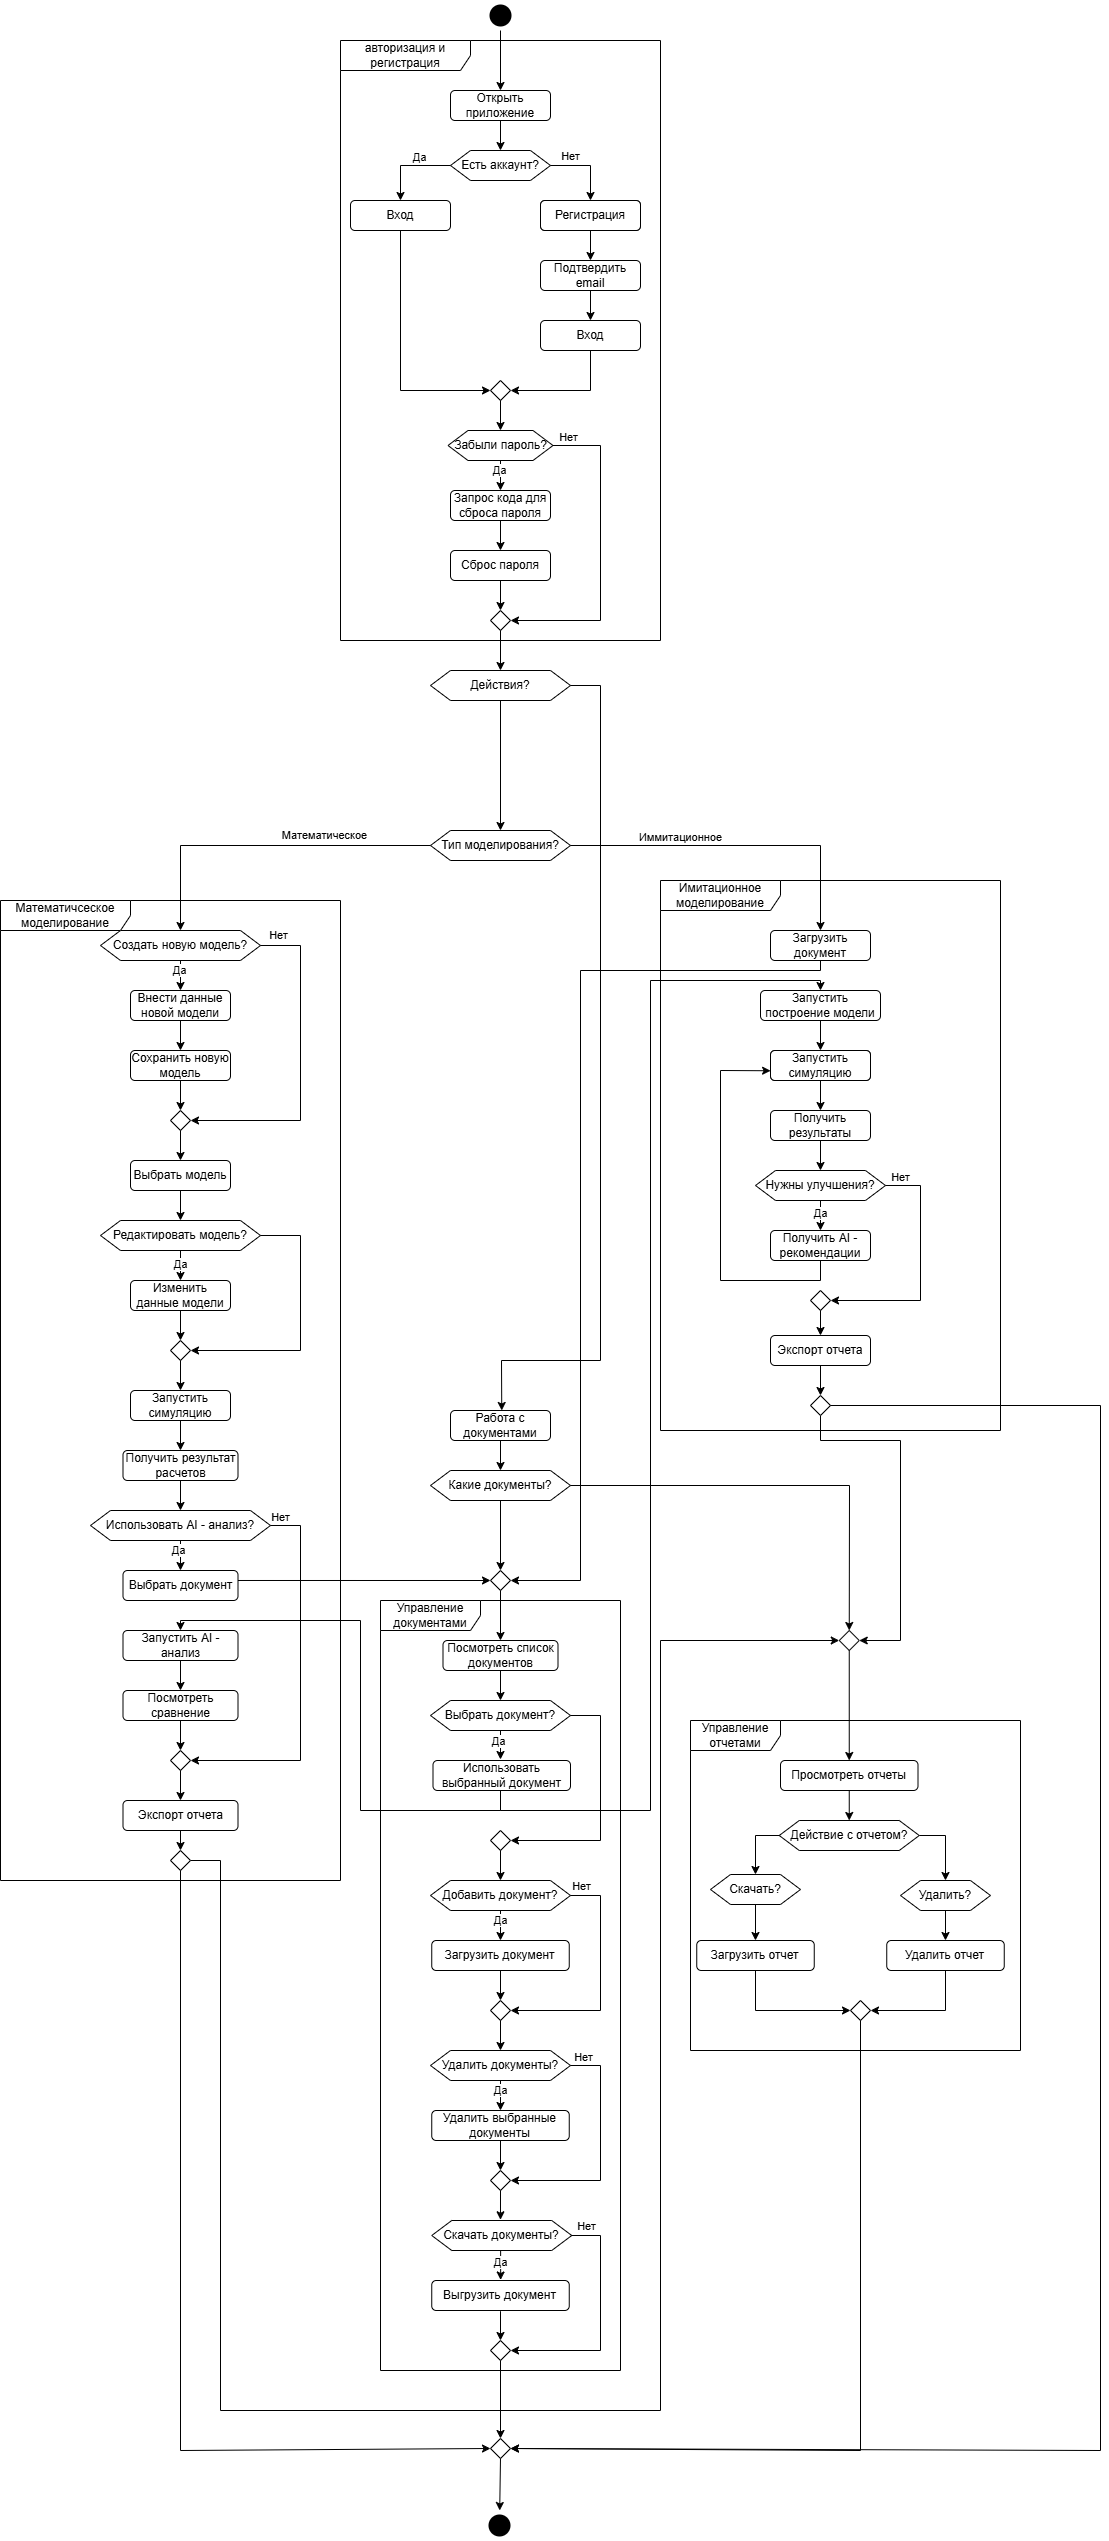 авторизация и
регистрация
Открыть
приложение
Есть аккаунт?
Да
Нет
Вход
Регистрация
Подтвердить
email
Вход
Забыли пароль?
Нет
Да
Запрос кода для
сброса пароля
Сброс пароля
Действия?
Тип моделирования?
Математическое
Иммитационное
Математичсеское
моделирование
Создать новую модель?
Нет
Да
Внести данные
новой модели
Сохранить новую
модель
Выбрать модель
Редактировать модель?
Да
Изменить
данные модели
Запустить
симуляцию
Получить результат
расчетов
Использовать AI - анализ?
Нет
Да
Выбрать документ
Запустить AI -
анализ
Посмотреть
сравнение
Экспорт отчета
Имитационное
моделирование
Загрузить
документ
Запустить
построение модели
Запустить
симуляцию
Получить
результаты
Нужны улучшения?
Нет
Да
Получить AI -
рекомендации
Экспорт отчета
Работа с
документами
Какие документы?
Управление
документами
Посмотреть список
документов
Выбрать документ?
Да
Использовать
выбранный документ
Добавить документ?
Нет
Да
Загрузить документ
Удалить документы?
Нет
Да
Удалить выбранные
документы
Скачать документы?
Нет
Да
Выгрузить документ
Управление
отчетами
Просмотреть отчеты
Действие с отчетом?
Скачать?
Удалить?
Загрузить отчет
Удалить отчет